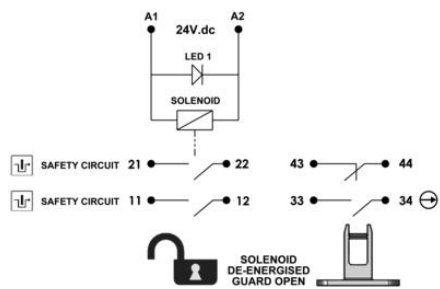 A1 A2
24V.dc
LED 1
SOLENOID
SAFETY CIRCUIT 21 22 43 44
SAFETY CIRCUIT 11 12 33 34
SOLENOID
DE-ENERGISED
GUARD OPEN